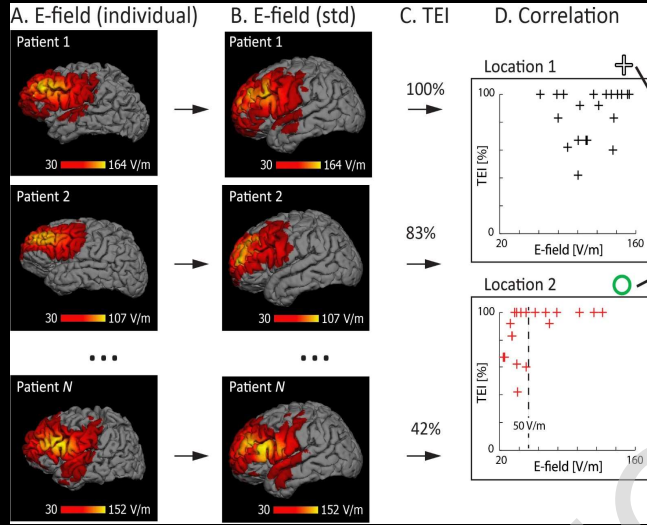 A. E-field (individual) B. E-field (std) C. TEI D. Correlation
Patient 1
30 164 V/m
Patient 1
30 164 V/m
100%
Location 1
100
TEI [%]
0
20 160
E-field [V/m]
Patient 2
30 107 V/m
Patient 2
30 107 V/m
83%
Location 2
100
TEI [%]
50 V/m
0
20 160
E-field [V/m]
...
...
Patient N
30 152 V/m
Patient N
30 152 V/m
42%